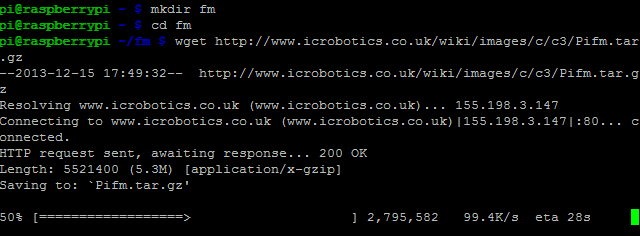 pi@raspberrypi ~ $ mkdir fm
pi@raspberrypi ~ $ cd fm
pi@raspberrypi ~/fm $ wget http://www.icrobotics.co.uk/wiki/images/c/c3/Pifm.tar
.gz
--2013-12-15 17:49:32--  http://www.icrobotics.co.uk/wiki/images/c/c3/Pifm.tar.g
z
Resolving www.icrobotics.co.uk (www.icrobotics.co.uk)... 155.198.3.147
Connecting to www.icrobotics.co.uk (www.icrobotics.co.uk)|155.198.3.147|:80... c
onnected.
HTTP request sent, awaiting response... 200 OK
Length: 5521400 (5.3M) [application/x-gzip]
Saving to: `Pifm.tar.gz'
50% [==================>                    ] 2,795,582   99.4K/s  eta 28s